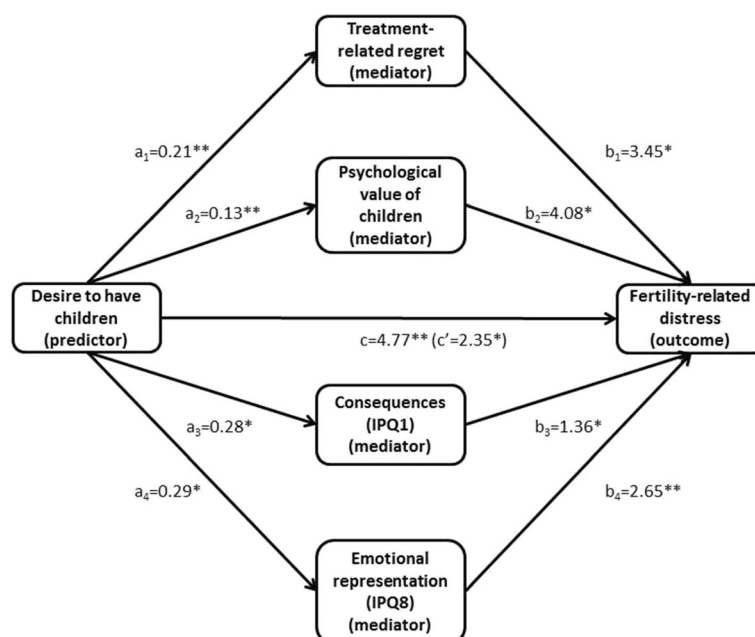 Treatment-
related regret
(mediator)
a₁=0.21**
b₁=3.45*
Psychological
value of
children
(mediator)
a₂=0.13**
b₂=4.08*
Desire to have
children
(predictor)
Fertility-related
distress
(outcome)
c=4.77** (c’=2.35*)
Consequences
(IPQ1)
(mediator)
a₃=0.28*
b₃=1.36*
a₄=0.29*
b₄=2.65**
Emotional
representation
(IPQ8)
(mediator)